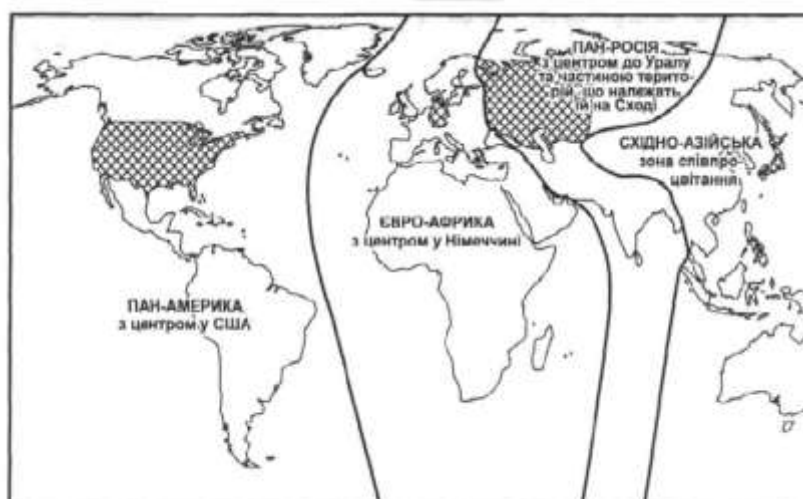 ПАН-РОСІЯ
з центром до Уралу
та частиною терито-
рій, що належать
їй на Сході
СХІДНО-АЗІЙСЬКА
зона співпро-
цвітання
ЄВРО-АФРИКА
з центром у Німеччині
ПАН-АМЕРИКА
з центром у США